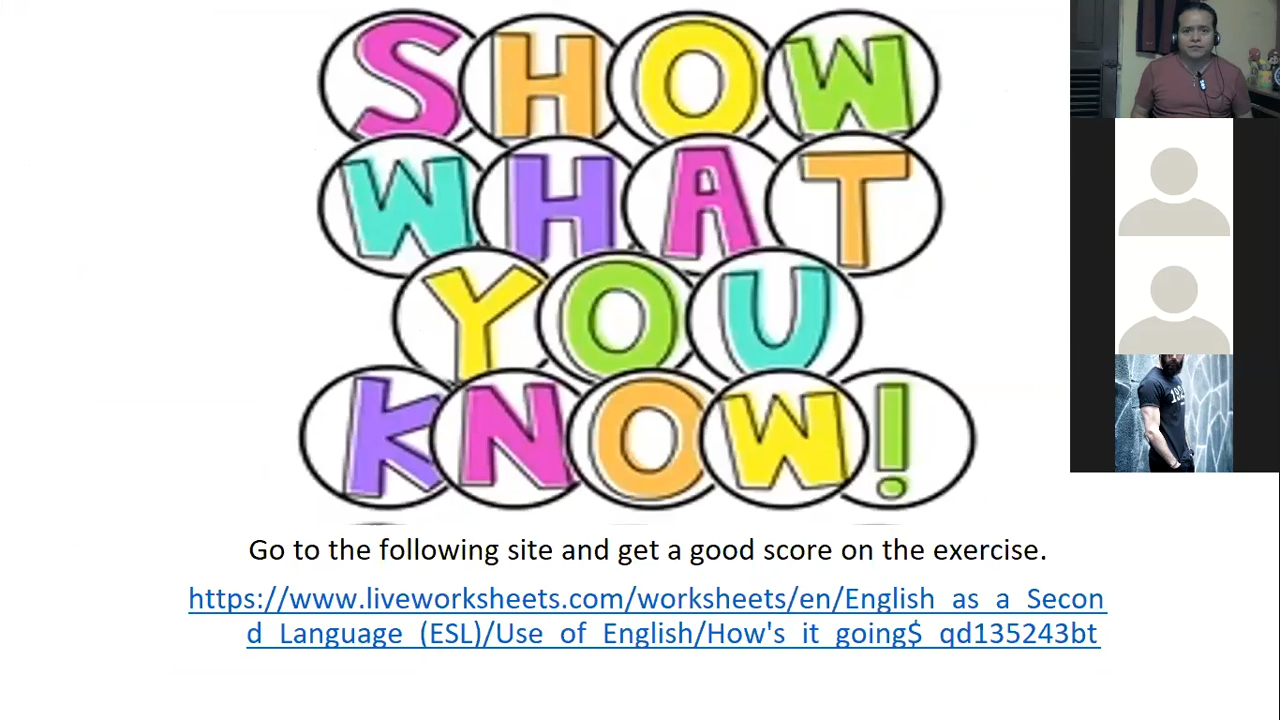 SHOW
WHAT
YOU
KNOW!
Go to the following site and get a good score on the exercise.
https://www.liveworksheets.com/worksheets/en/English_as_a_Secon
d_Language_(ESL)/Use_of_English/How's_it_going$_qd135243bt